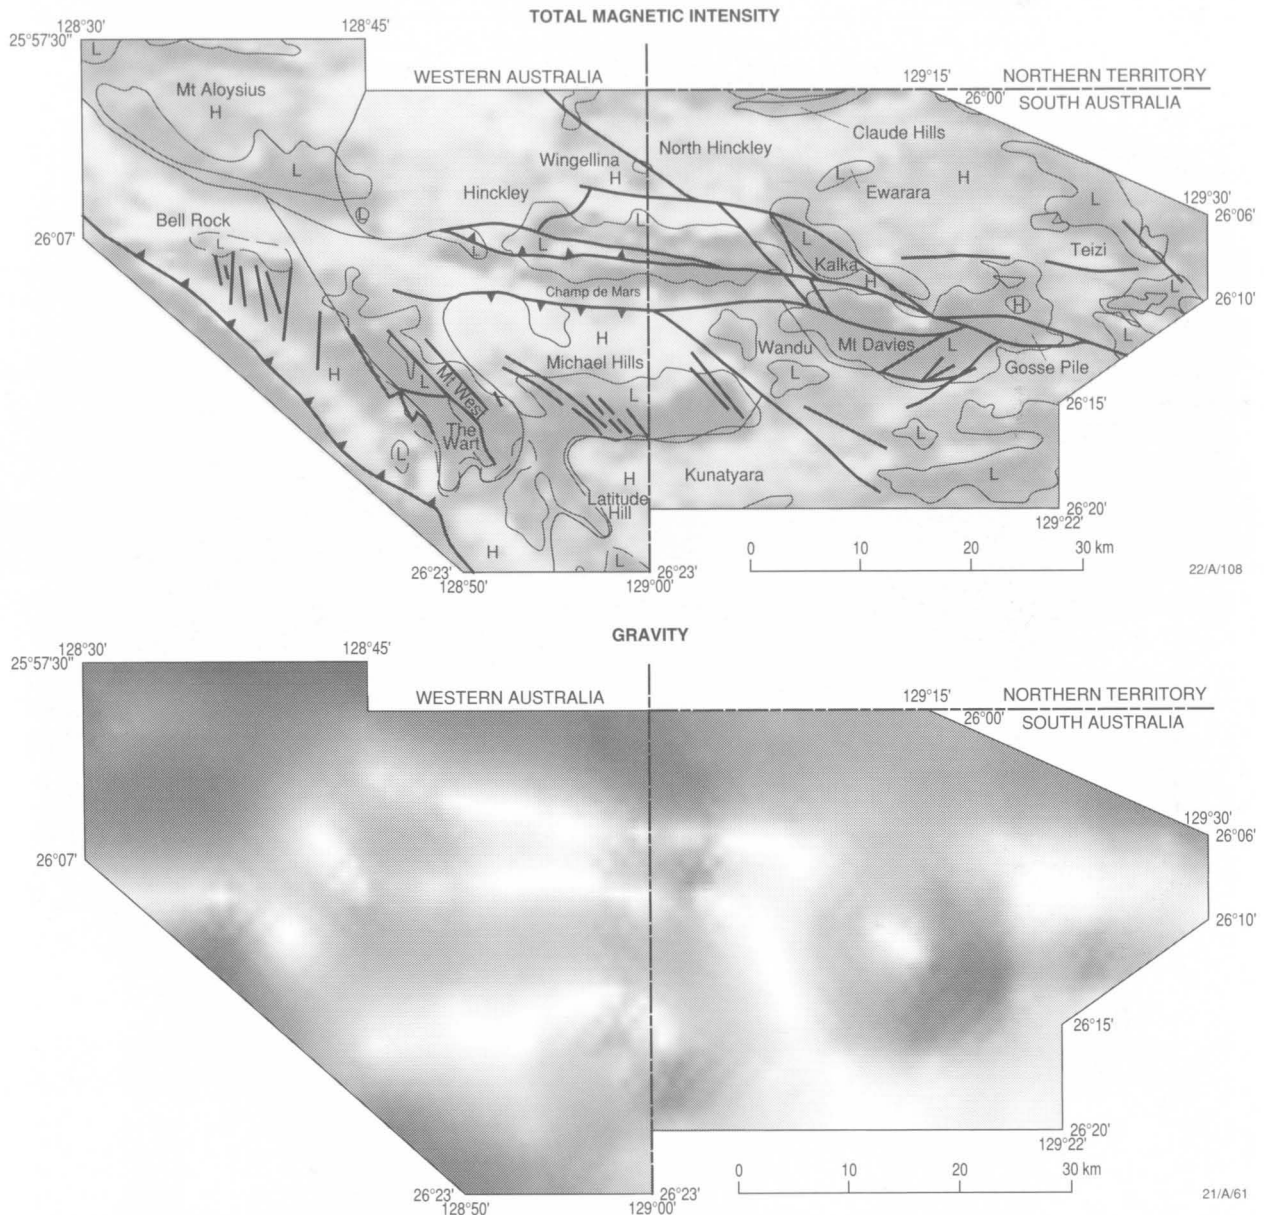 TOTAL MAGNETIC INTENSITY
128°30'
128°45'
25°57'30"
WESTERN AUSTRALIA
129°15'
NORTHERN TERRITORY
26°00'
SOUTH AUSTRALIA
L
Mt Aloysius
H
Claude Hills
North Hinckley
Wingellina
H
L
L
Ewarara
H
Hinckley
L
129°30'
26°06'
Bell Rock
L
L
Teizi
26°07'
L
L
L
L
Kalka
H
L
26°10'
Champ de Mars
H
L
H
Michael Hills
Wandu
Mt Davies
L
Gosse Pile
H
L
Mt West
L
L
26°15'
The
Wart
L
L
H
Kunatyara
L
Latitude
Hill
26°20'
129°22'
H
L
0 10 20 30 km
26°23'
128°50'
26°23'
129°00'
22/A/108
GRAVITY
128°30'
128°45'
25°57'30"
WESTERN AUSTRALIA
129°15'
NORTHERN TERRITORY
26°00'
SOUTH AUSTRALIA
129°30'
26°06'
26°07'
26°10'
26°15'
26°20'
129°22'
0 10 20 30 km
26°23'
128°50'
26°23'
129°00'
21/A/61